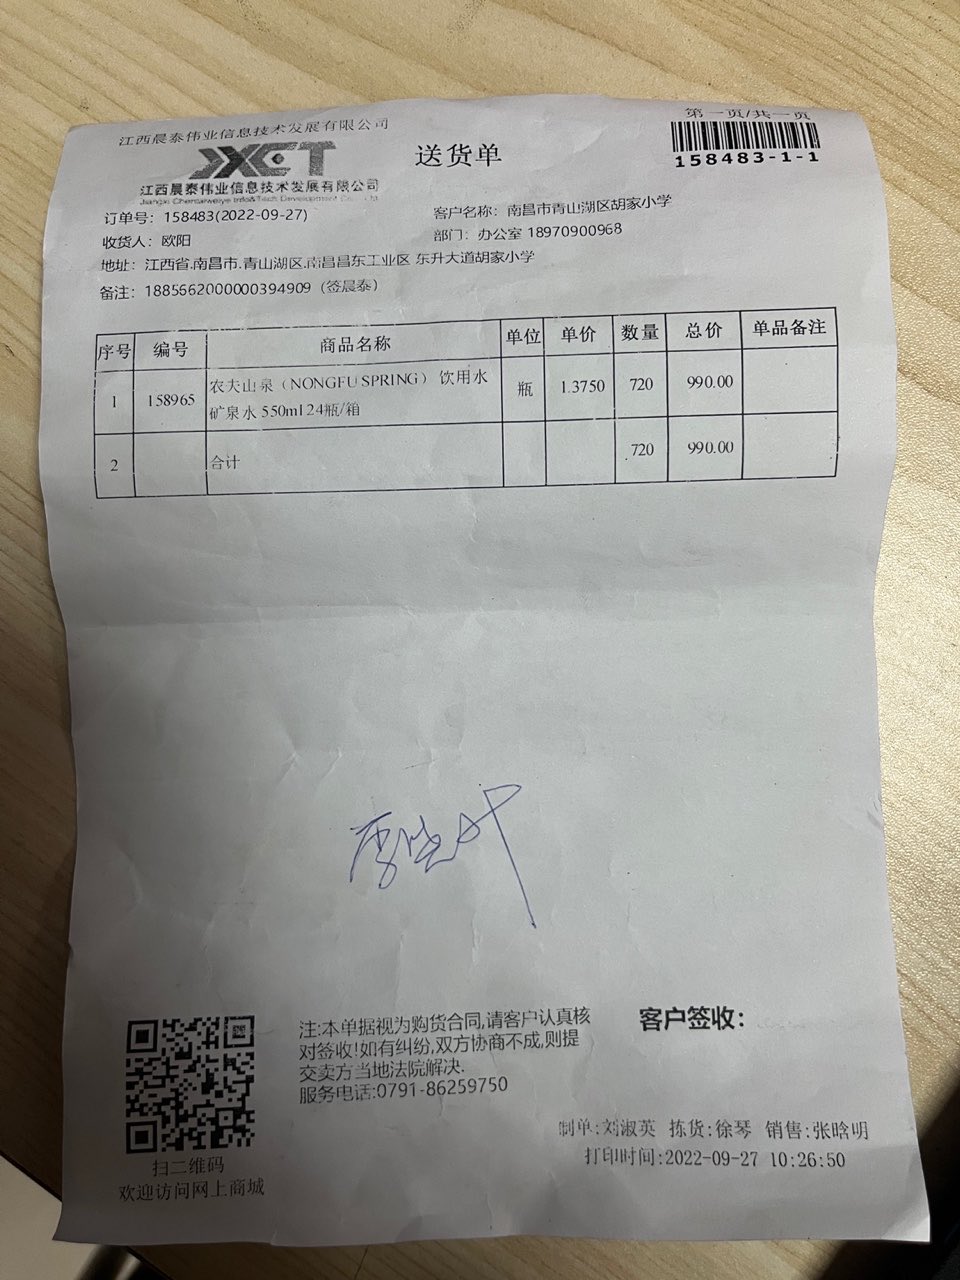 江西晨泰伟业信息技术发展有限公司
第一页/共一页
送货单
158483-1-1
江西晨泰伟业信息技术发展有限公司
订单号：158483(2022-09-27)
客户名称：南昌市青山湖区胡家小学
收货人：欧阳
部门：办公室 18970900968
地址：江西省.南昌市.青山湖区.南昌昌东工业区 东升大道胡家小学
备注：1885662000000394909（签晨泰）
序号 编号 商品名称 单位 单价 数量 总价 单品备注
1 158965 农夫山泉（NONGFU SPRING） 饮用水 瓶 1.3750 720 990.00
矿泉水 550ml 24瓶/箱
2 合计 720 990.00
注:本单据视为购货合同,请客户认真核
对签收!如有纠纷,双方协商不成,则提
交卖方当地法院解决.
服务电话:0791-86259750
客户签收：
扫二维码
欢迎访问网上商城
制单:刘淑英 拣货:徐琴 销售:张晗明
打印时间:2022-09-27 10:26:50